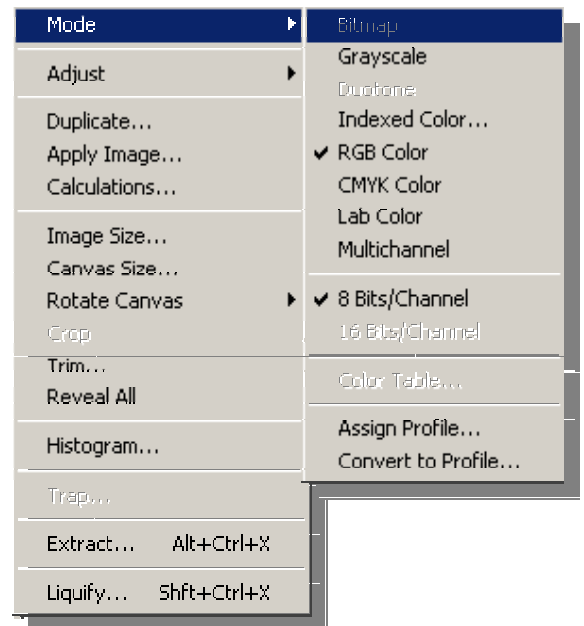 Mode
Adjust
Duplicate...
Apply Image...
Calculations...
Image Size...
Canvas Size...
Rotate Canvas
Crop
Trim...
Reveal All
Histogram...
Trap...
Extract... Alt+Ctrl+X
Liquify... Shft+Ctrl+X
Bitmap
Grayscale
Duotone
Indexed Color...
RGB Color
CMYK Color
Lab Color
Multichannel
8 Bits/Channel
16 Bits/Channel
Color Table...
Assign Profile...
Convert to Profile...